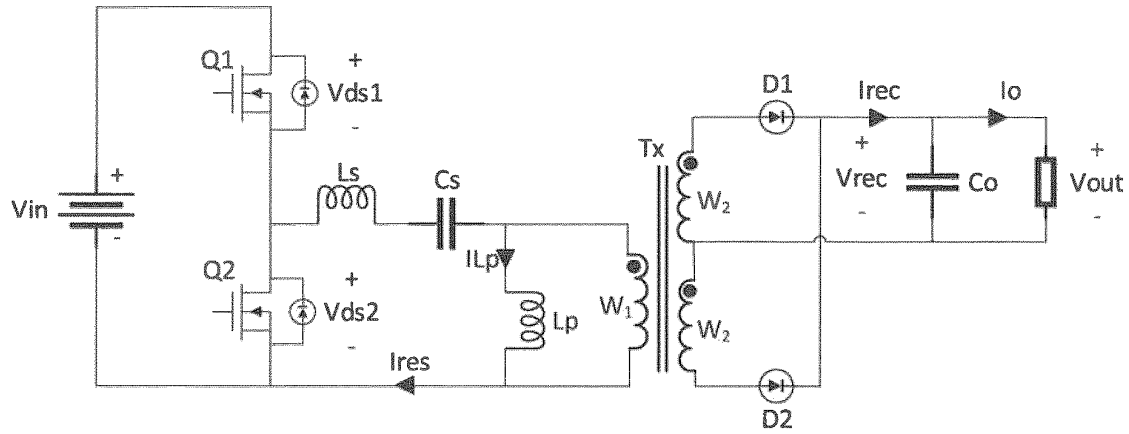 Q1
+
Vds1
-
D1
Irec
Io
Ls
Cs
Tx
+
Vin
-
W2
+
Vrec
-
Co
+
Vout
-
ILp
Q2
+
Vds2
-
Lp
W1
W2
Ires
D2